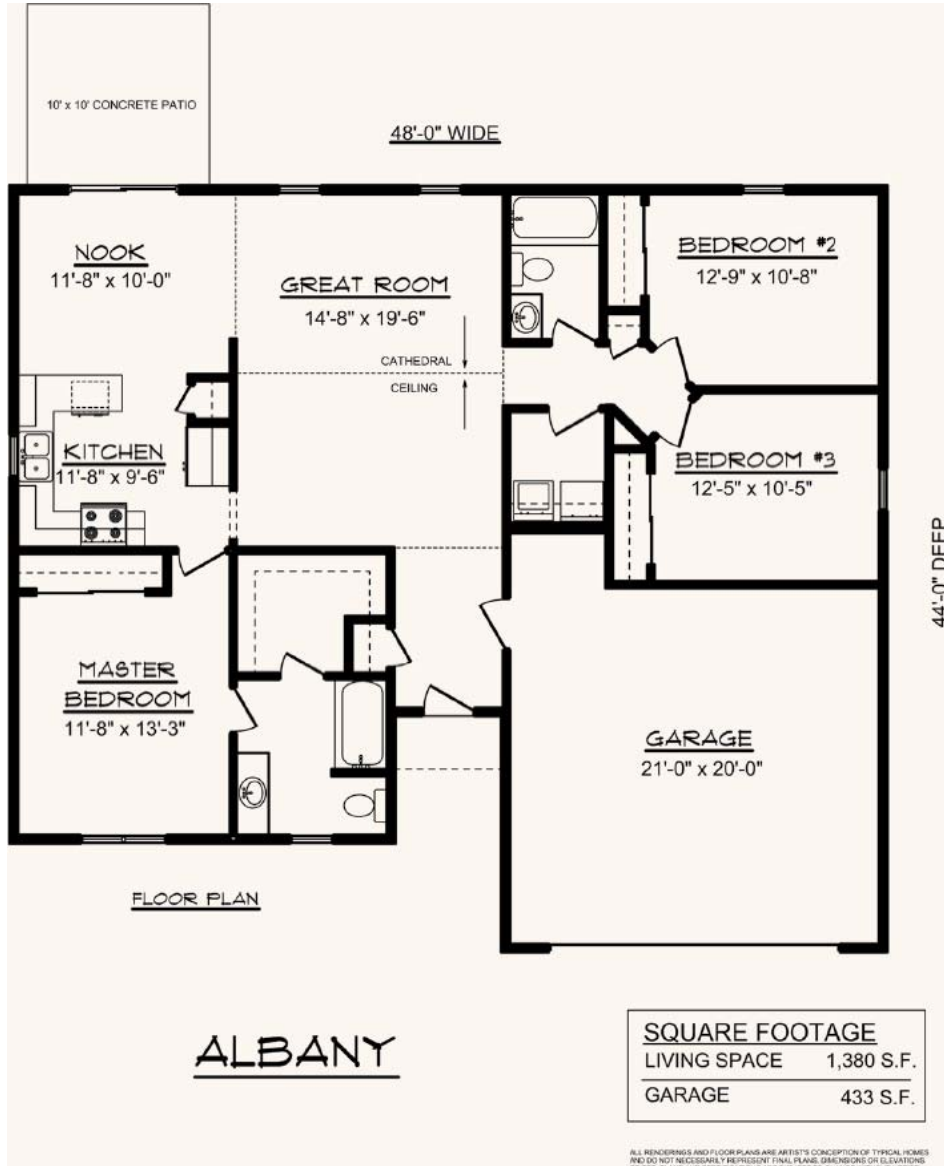 10' x 10' CONCRETE PATIO
48'-0" WIDE
NOOK
11'-8" x 10'-0"
GREAT ROOM
14'-8" x 19'-6"
BEDROOM #2
12'-9" x 10'-8"
CATHEDRAL
CEILING
KITCHEN
11'-8" x 9'-6"
BEDROOM #3
12'-5" x 10'-5"
44'-0" DEEP
MASTER
BEDROOM
11'-8" x 13'-3"
GARAGE
21'-0" x 20'-0"
FLOOR PLAN
ALBANY
SQUARE FOOTAGE
LIVING SPACE 1,380 S.F.
GARAGE 433 S.F.
ALL RENDERINGS AND FLOOR PLANS ARE ARTIST'S CONCEPTION OF TYPICAL HOMES
AND DO NOT NECESSARILY REPRESENT FINAL PLANS, DIMENSIONS OR ELEVATIONS